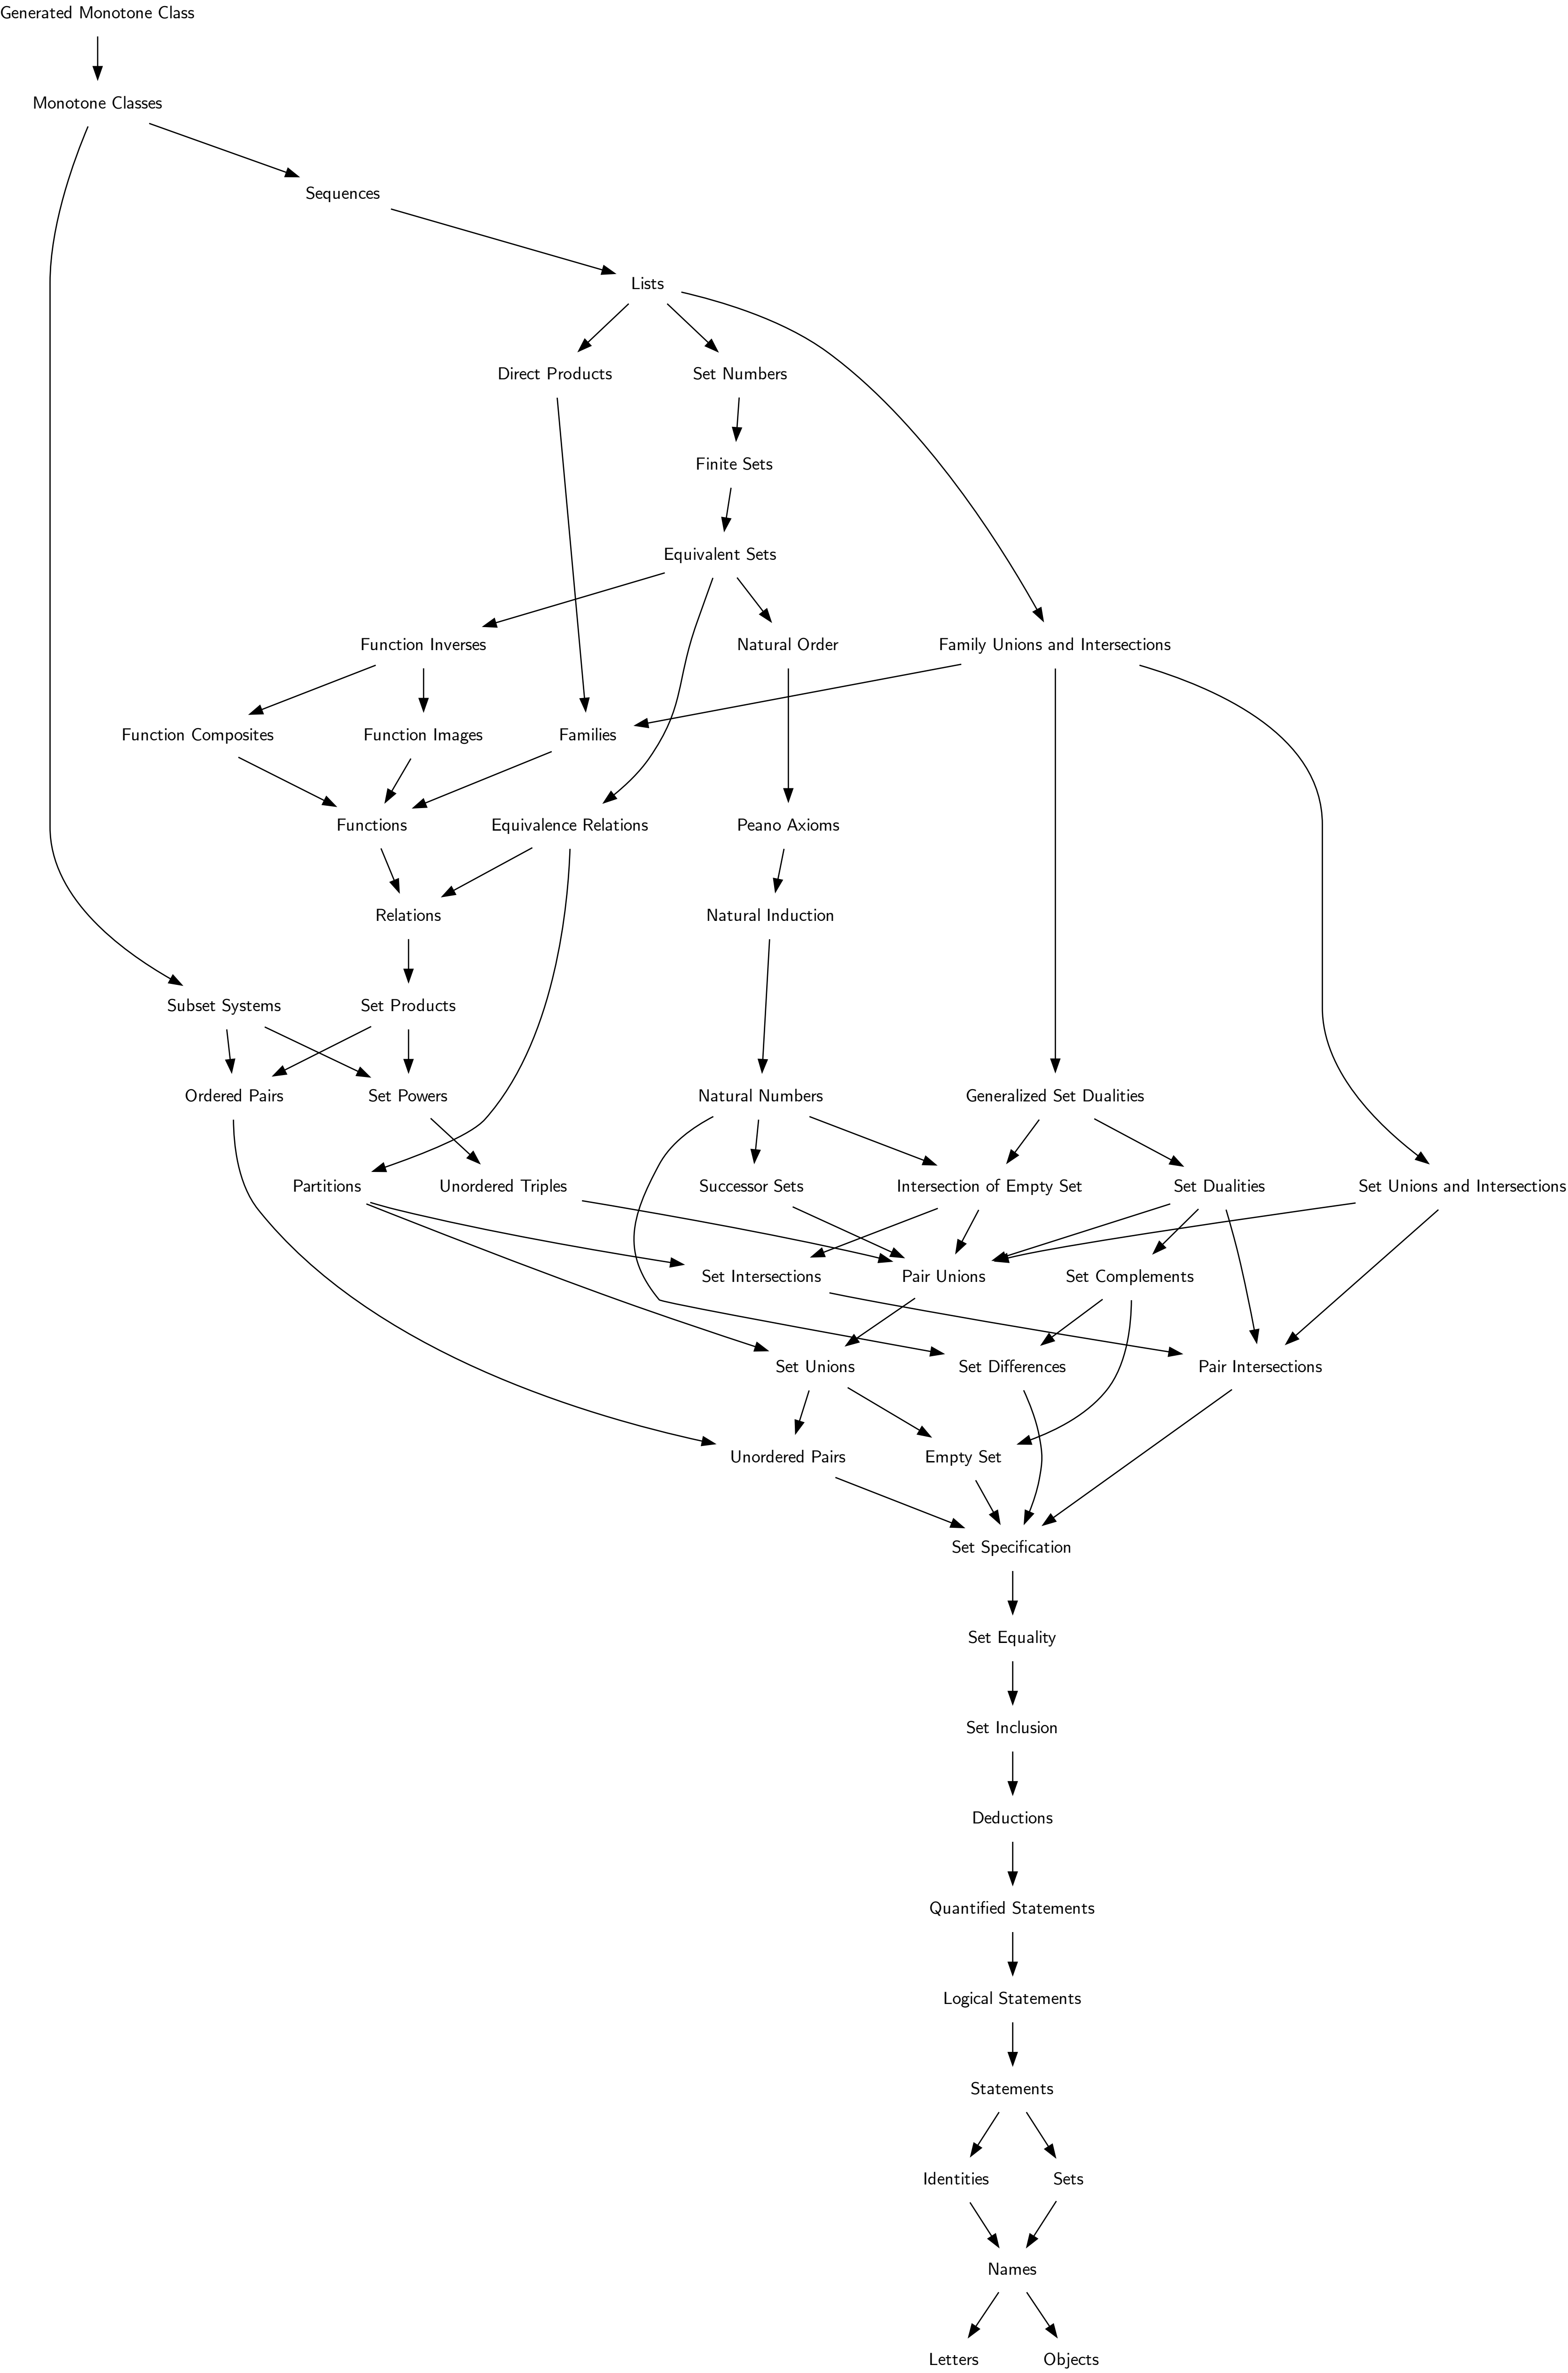 Generated Monotone Class
Monotone Classes
Sequences
Lists
Direct Products
Set Numbers
Finite Sets
Equivalent Sets
Function Inverses
Natural Order
Family Unions and Intersections
Function Composites
Function Images
Families
Functions
Equivalence Relations
Peano Axioms
Relations
Natural Induction
Subset Systems
Set Products
Ordered Pairs
Set Powers
Natural Numbers
Generalized Set Dualities
Partitions
Unordered Triples
Successor Sets
Intersection of Empty Set
Set Dualities
Set Unions and Intersections
Set Intersections
Pair Unions
Set Complements
Set Unions
Set Differences
Pair Intersections
Unordered Pairs
Empty Set
Set Specification
Set Equality
Set Inclusion
Deductions
Quantified Statements
Logical Statements
Statements
Identities
Sets
Names
Letters
Objects